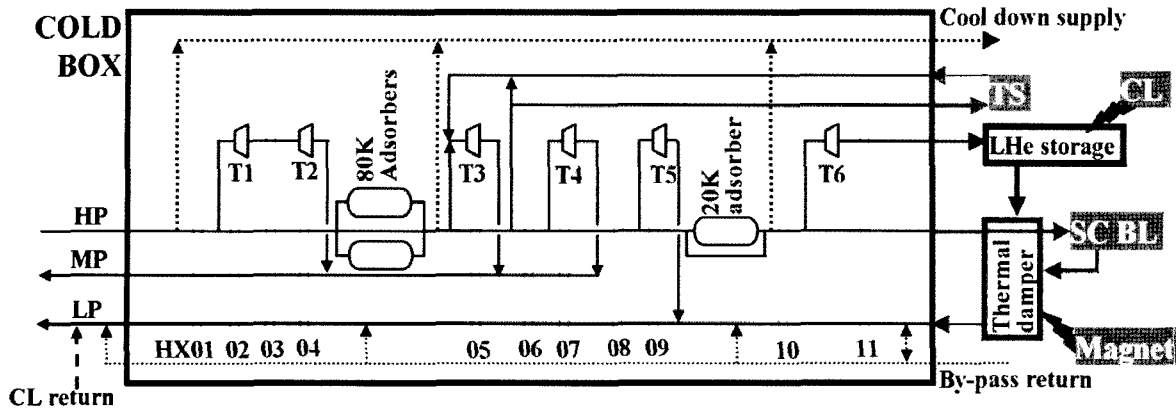 COLD
BOX
Cool down supply
TS
CL
LHe storage
T1
T2
80K
Adsorbers
T3
T4
T5
20K
adsorber
T6
HP
SC BL
MP
Thermal
damper
LP
HX01 02 03 04 05 06 07 08 09 10 11
Magnet
CL return
By-pass return